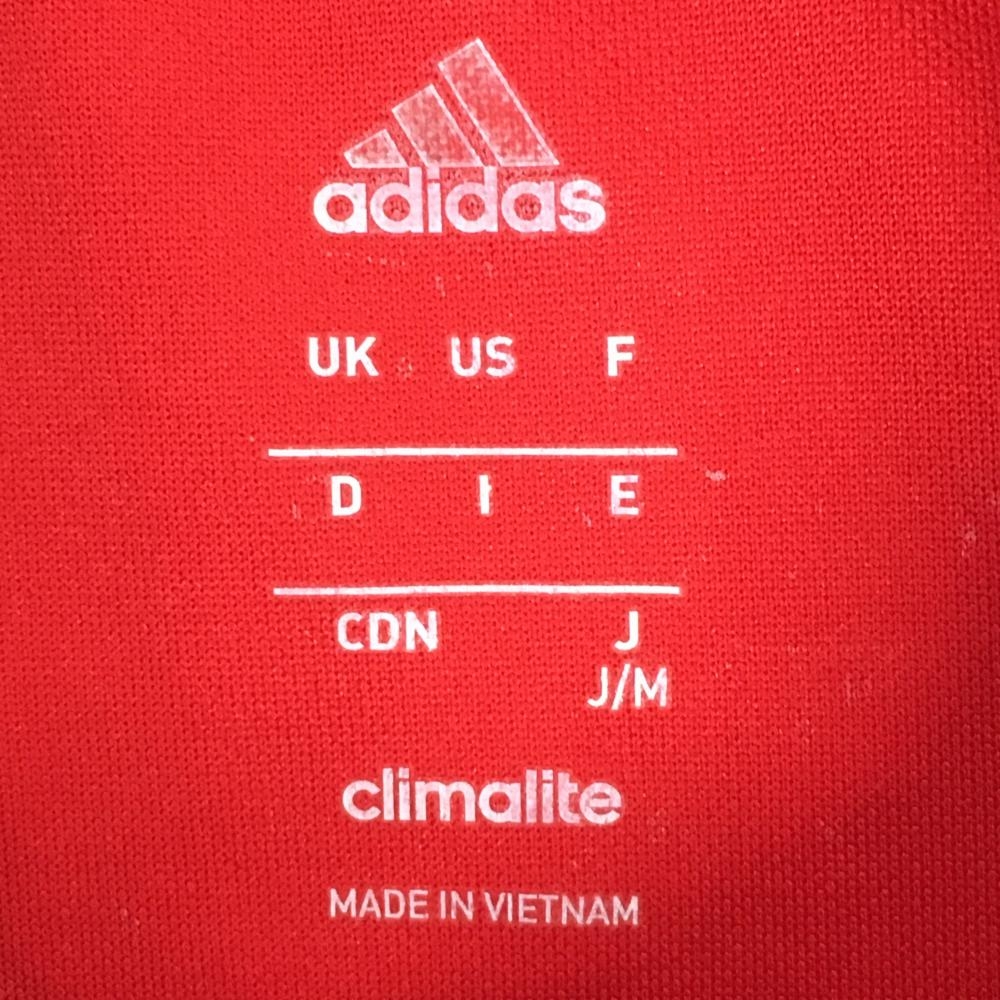 adidas
UK US F
D I E
CDN J
J/M
climalite
MADE IN VIETNAM